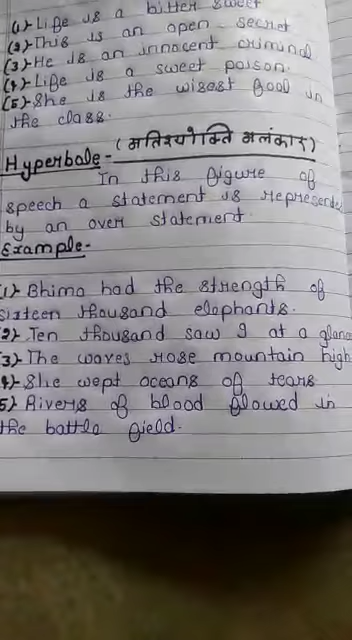 (1) Life is a bitter sweet
(2) This is an open secret
(3) He is an innocent criminal
(4) Life is a sweet poison.
(5) She is the wisest fool in
the class.
Hyperbole - (अतिश्योक्ति अलंकार)
In this figure of
speech a statement is represented
by an over statement.
Example -
(1) Bhima had the strength of
sixteen thousand elephants.
(2) Ten thousand saw I at a glance
(3) The waves rose mountain high
4) She wept oceans of tears
5) Rivers of blood flowed in
the battle field.